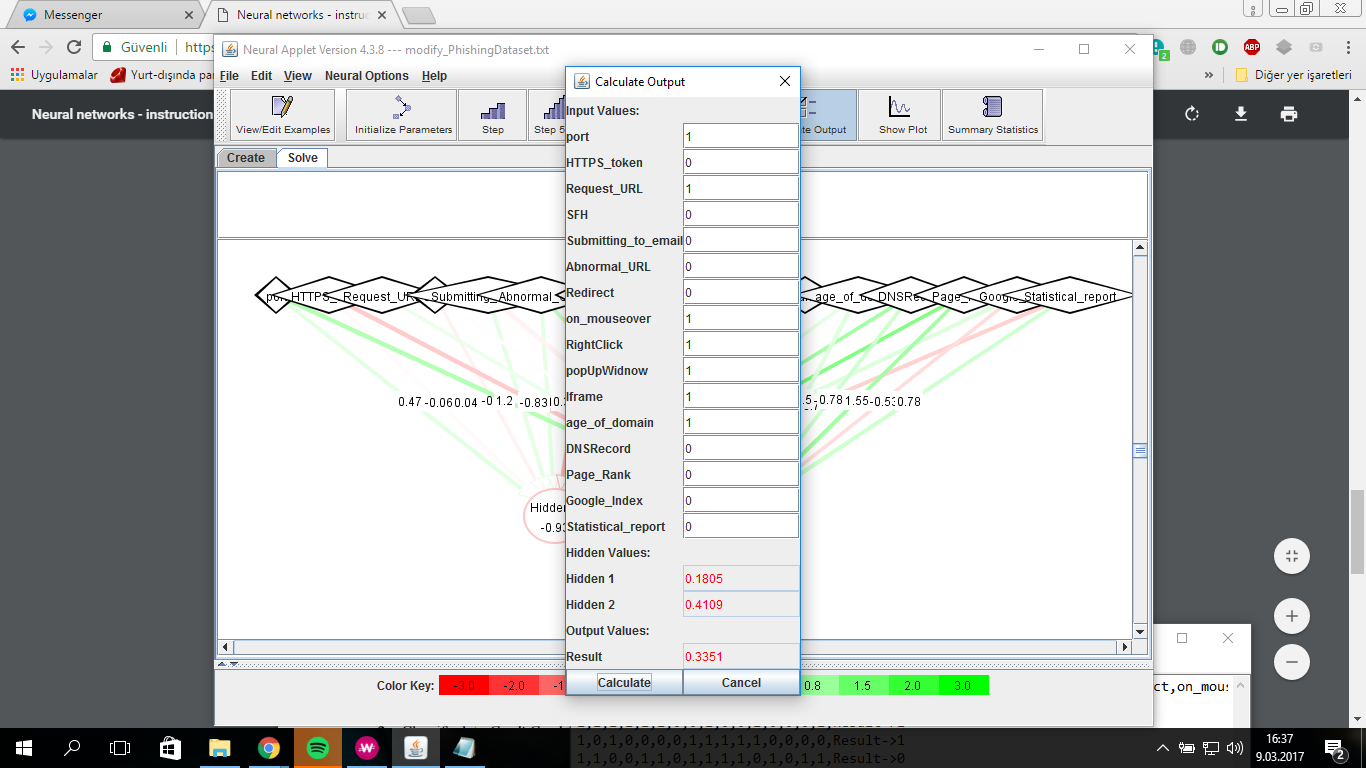 Messenger
Neural networks - instruc
Güvenli
https
Uygulamalar
Yurt-dışında pa
»
Diğer yer işaretleri
Neural networks - instruction
Neural Applet Version 4.3.8 --- modify_PhishingDataset.txt
File Edit View Neural Options Help
View/Edit Examples
Initialize Parameters
Step
Step 5
te Output
Show Plot
Summary Statistics
Create
Solve
HTTPS_ Request_UR Submitting_ Abnormal_
age_of_d DNSRec Page_ Google_ Statistical_report
0.47 -0.06 0.04 -0 1.2 -0.83
-0.78 1.55 -0.53 0.78
Hidden
-0.93
Calculate Output
Input Values:
port 1
HTTPS_token 0
Request_URL 1
SFH 0
Submitting_to_email 0
Abnormal_URL 0
Redirect 0
on_mouseover 1
RightClick 1
popUpWidnow 1
Iframe 1
age_of_domain 1
DNSRecord 0
Page_Rank 0
Google_Index 0
Statistical_report 0
Hidden Values:
Hidden 1 0.1805
Hidden 2 0.4109
Output Values:
Result 0.3351
Calculate
Cancel
Color Key: -3.0 -2.0 -1 0.8 1.5 2.0 3.0
ct,on_mous
1,0,1,0,0,0,0,1,1,1,1,1,0,0,0,0,Result->1
1,1,0,0,1,1,0,1,1,1,1,0,1,0,1,1,Result->0
ABP
2
16:37
9.03.2017
2